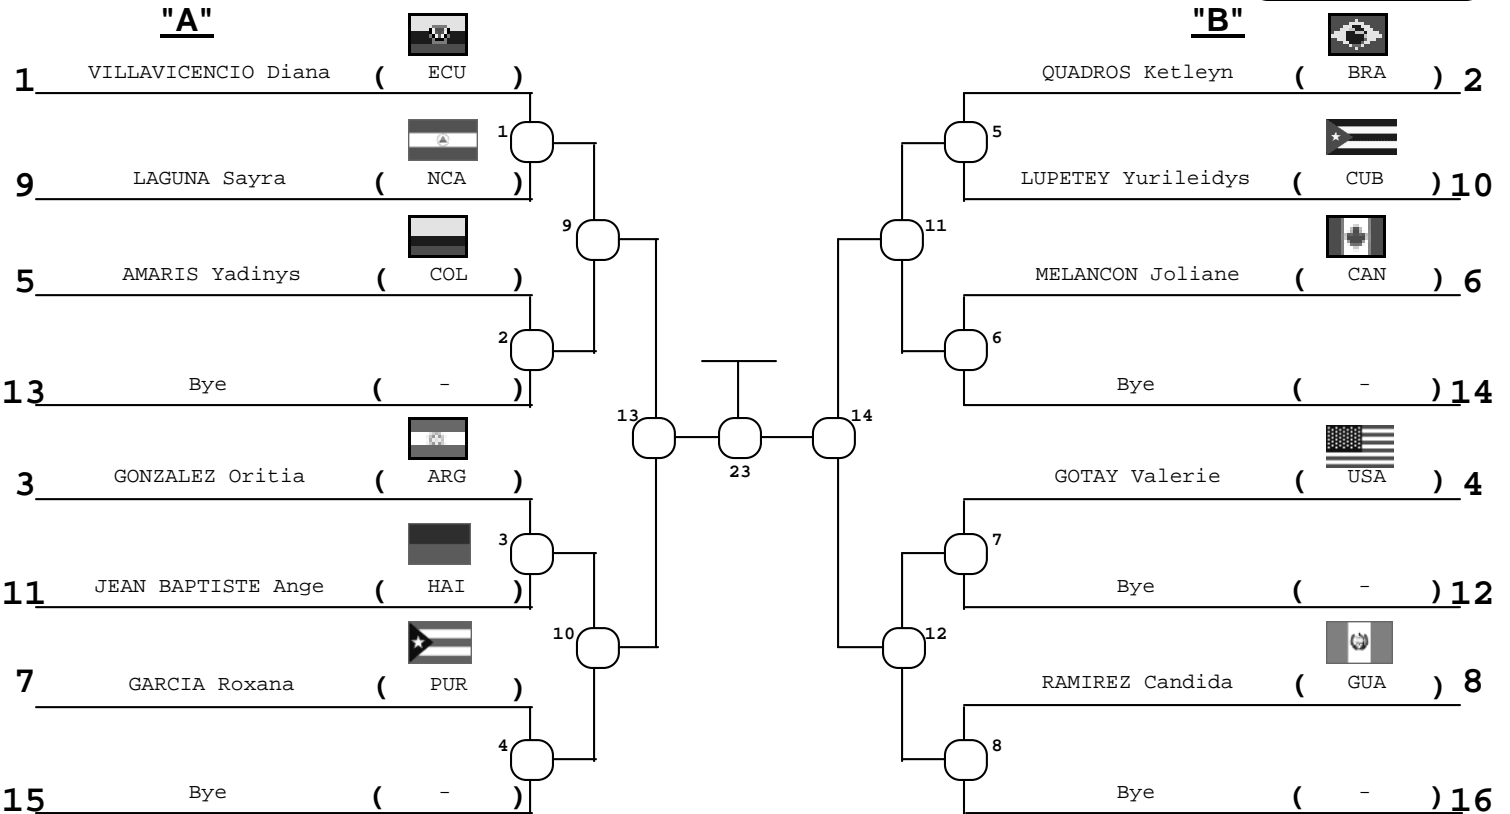 "A"
1 VILLAVICENCIO Diana ( ECU )
1
9 LAGUNA Sayra ( NCA )
9
5 AMARIS Yadinys ( COL )
2
13 Bye ( - )
13
3 GONZALEZ Oritia ( ARG )
3
11 JEAN BAPTISTE Ange ( HAI )
10
7 GARCIA Roxana ( PUR )
4
15 Bye ( - )
23
"B"
QUADROS Ketleyn ( BRA ) 2
5
LUPETEY Yurileidys ( CUB ) 10
11
MELANCON Joliane ( CAN ) 6
6
Bye ( - ) 14
14
GOTAY Valerie ( USA ) 4
7
Bye ( - ) 12
12
RAMIREZ Candida ( GUA ) 8
8
Bye ( - ) 16